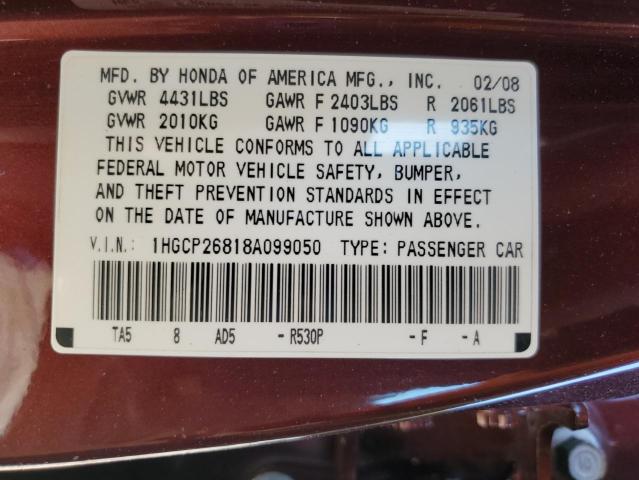 MFD. BY HONDA OF AMERICA MFG., INC. 02/08
GVWR 4431LBS GAWR F 2403LBS R 2061LBS
GVWR 2010KG GAWR F 1090KG R 935KG
THIS VEHICLE CONFORMS TO ALL APPLICABLE
FEDERAL MOTOR VEHICLE SAFETY, BUMPER,
AND THEFT PREVENTION STANDARDS IN EFFECT
ON THE DATE OF MANUFACTURE SHOWN ABOVE.
V.I.N.: 1HGCP26818A099050 TYPE: PASSENGER CAR
TA5 8 AD5 - R530P - F - A